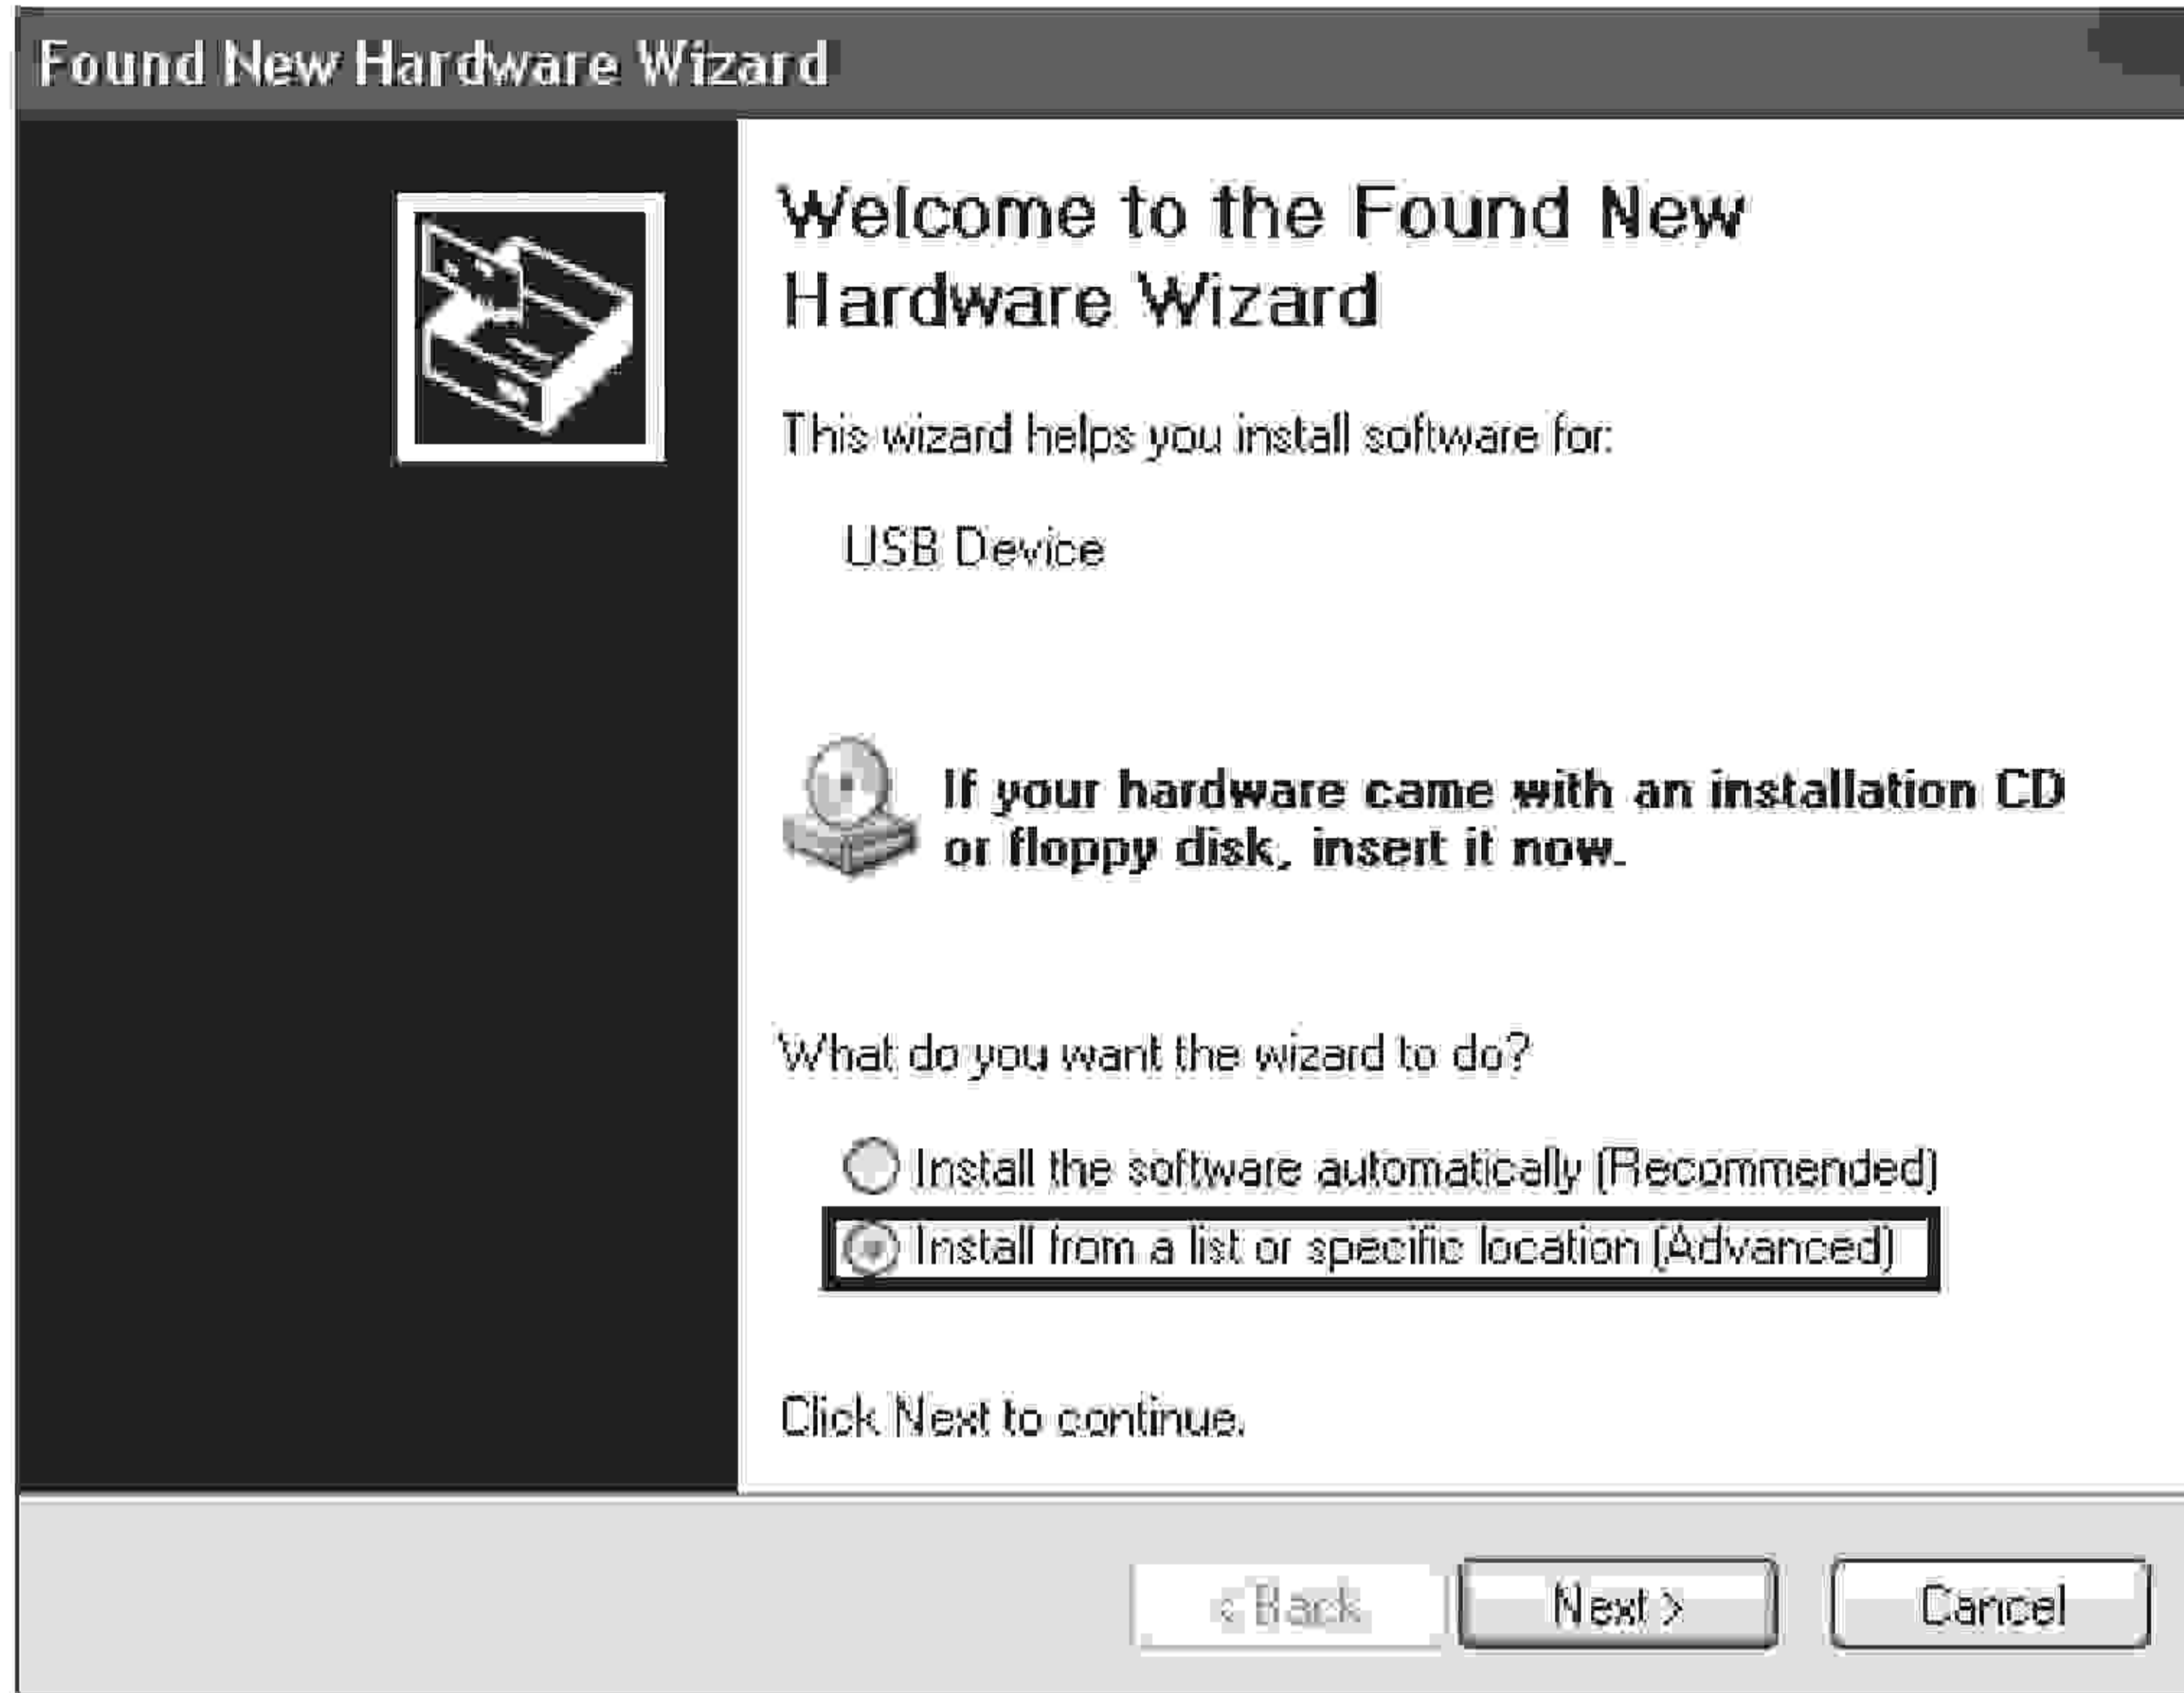 Found New Hardware Wizard
Welcome to the Found New
Hardware Wizard
This wizard helps you install software for:
USB Device
If your hardware came with an installation CD
or floppy disk, insert it now.
What do you want the wizard to do?
Install the software automatically (Recommended)
Install from a list or specific location (Advanced)
Click Next to continue.
< Back Next > Cancel